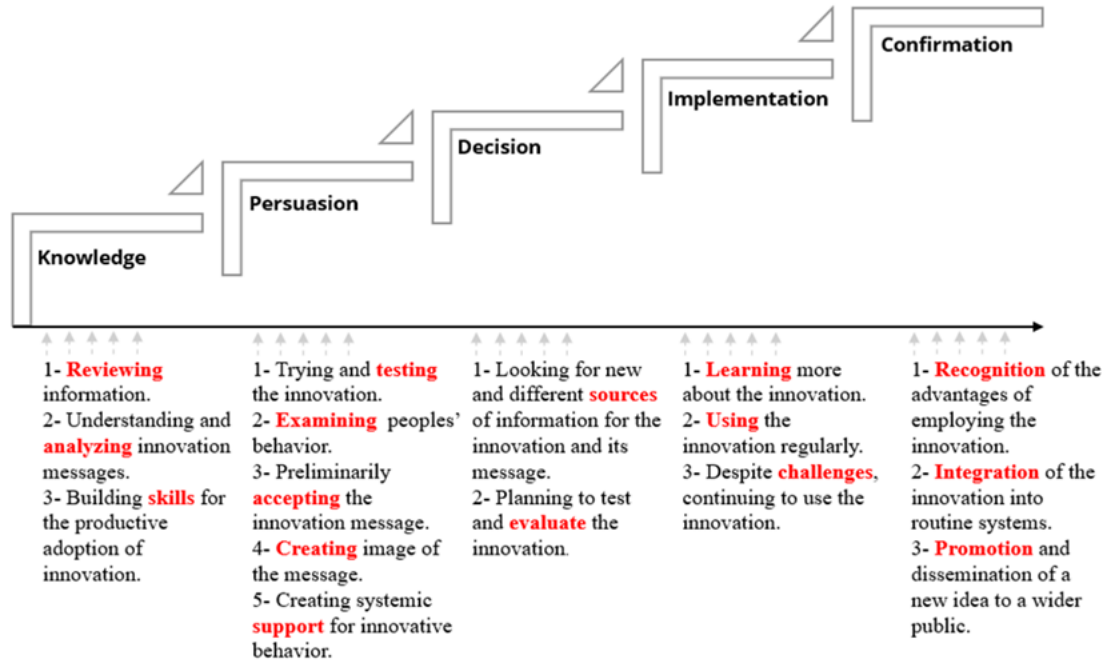 Confirmation
Implementation
Decision
Persuasion
Knowledge
1- Reviewing
information.
2- Understanding and
analyzing innovation
messages.
3- Building skills for
the productive
adoption of
innovation.
1- Trying and testing
the innovation.
2- Examining peoples’
behavior.
3- Preliminarily
accepting the
innovation message.
4- Creating image of
the message.
5- Creating systemic
support for innovative
behavior.
1- Looking for new
and different sources
of information for the
innovation and its
message.
2- Planning to test
and evaluate the
innovation.
1- Learning more
about the innovation.
2- Using the
innovation regularly.
3- Despite challenges,
continuing to use the
innovation.
1- Recognition of the
advantages of
employing the
innovation.
2- Integration of the
innovation into
routine systems.
3- Promotion and
dissemination of a
new idea to a wider
public.